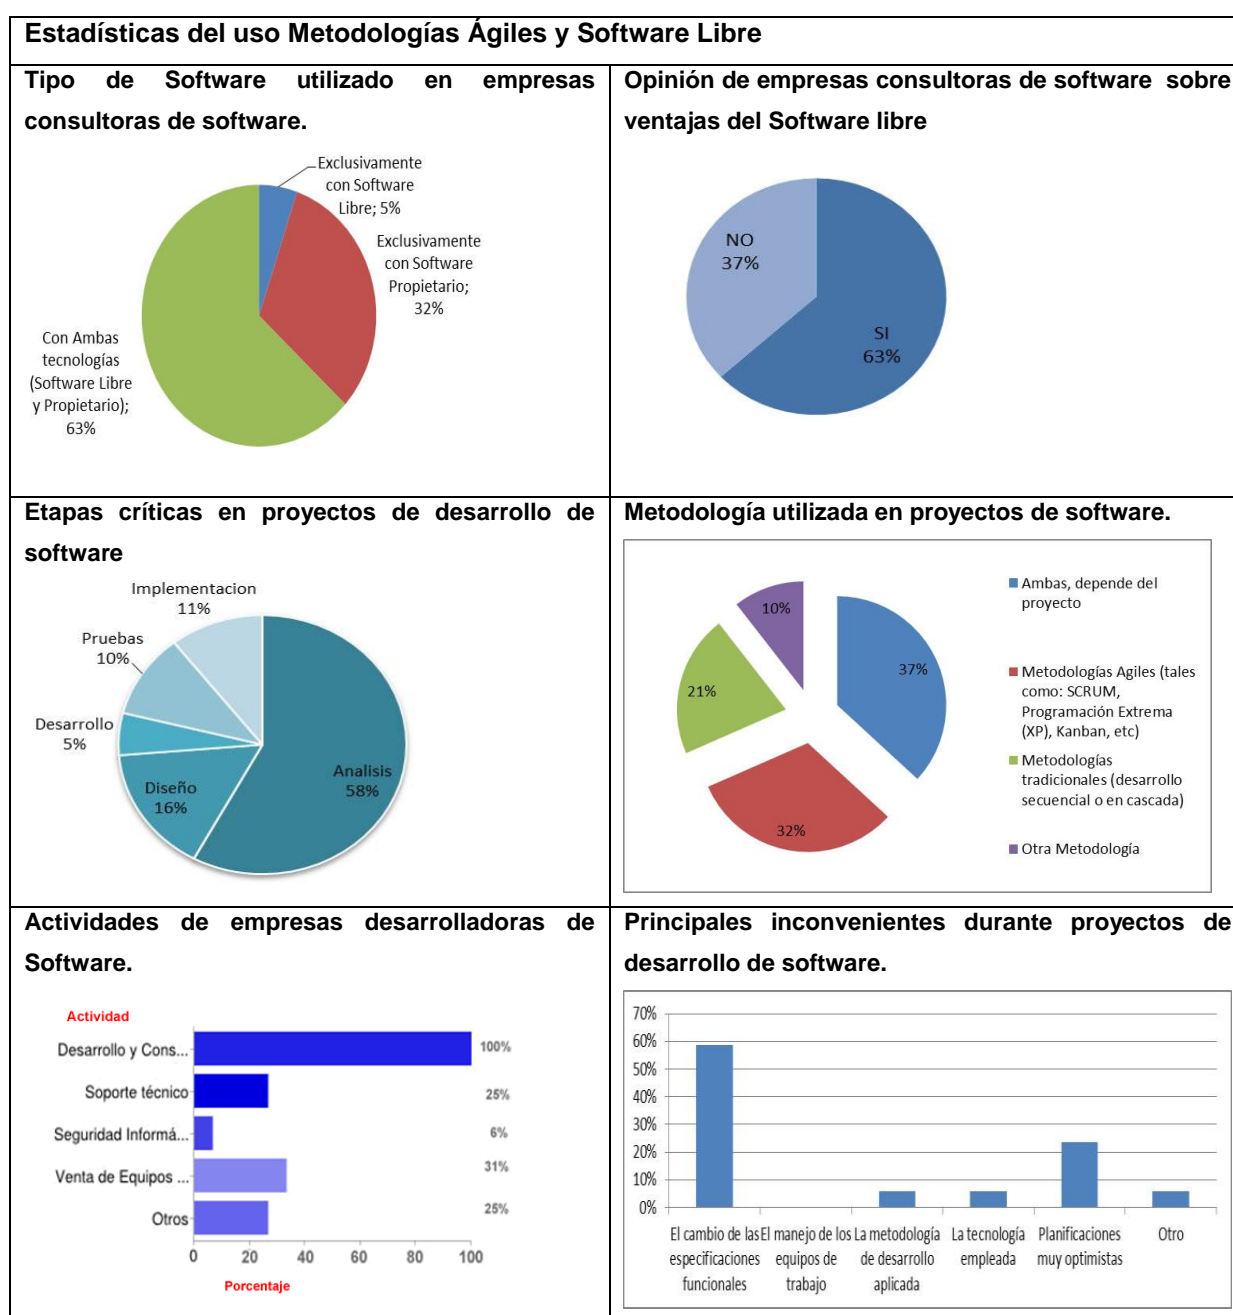 Estadísticas del uso Metodologías Ágiles y Software Libre
Tipo de Software utilizado en empresas
consultoras de software.
Exclusivamente
con Software
Libre; 5%
Exclusivamente
con Software
Propietario;
32%
Con Ambas
tecnologías
(Software Libre
y Propietario);
63%
Opinión de empresas consultoras de software sobre
ventajas del Software libre
NO
37%
SI
63%
Etapas críticas en proyectos de desarrollo de
software
Implementacion
11%
Pruebas
10%
Desarrollo
5%
Diseño
16%
Analisis
58%
Metodología utilizada en proyectos de software.
10%
37%
21%
32%
Ambas, depende del
proyecto
Metodologías Agiles (tales
como: SCRUM,
Programación Extrema
(XP), Kanban, etc)
Metodologías
tradicionales (desarrollo
secuencial o en cascada)
Otra Metodología
Actividades de empresas desarrolladoras de
Software.
Actividad
Desarrollo y Cons... 100%
Soporte técnico 25%
Seguridad Informá... 6%
Venta de Equipos ... 31%
Otros 25%
0 20 40 60 80 100
Porcentaje
Principales inconvenientes durante proyectos de
desarrollo de software.
70%
60%
50%
40%
30%
20%
10%
0%
El cambio de las
especificaciones
funcionales
El manejo de los
equipos de
trabajo
La metodología
de desarrollo
aplicada
La tecnología
empleada
Planificaciones
muy optimistas
Otro